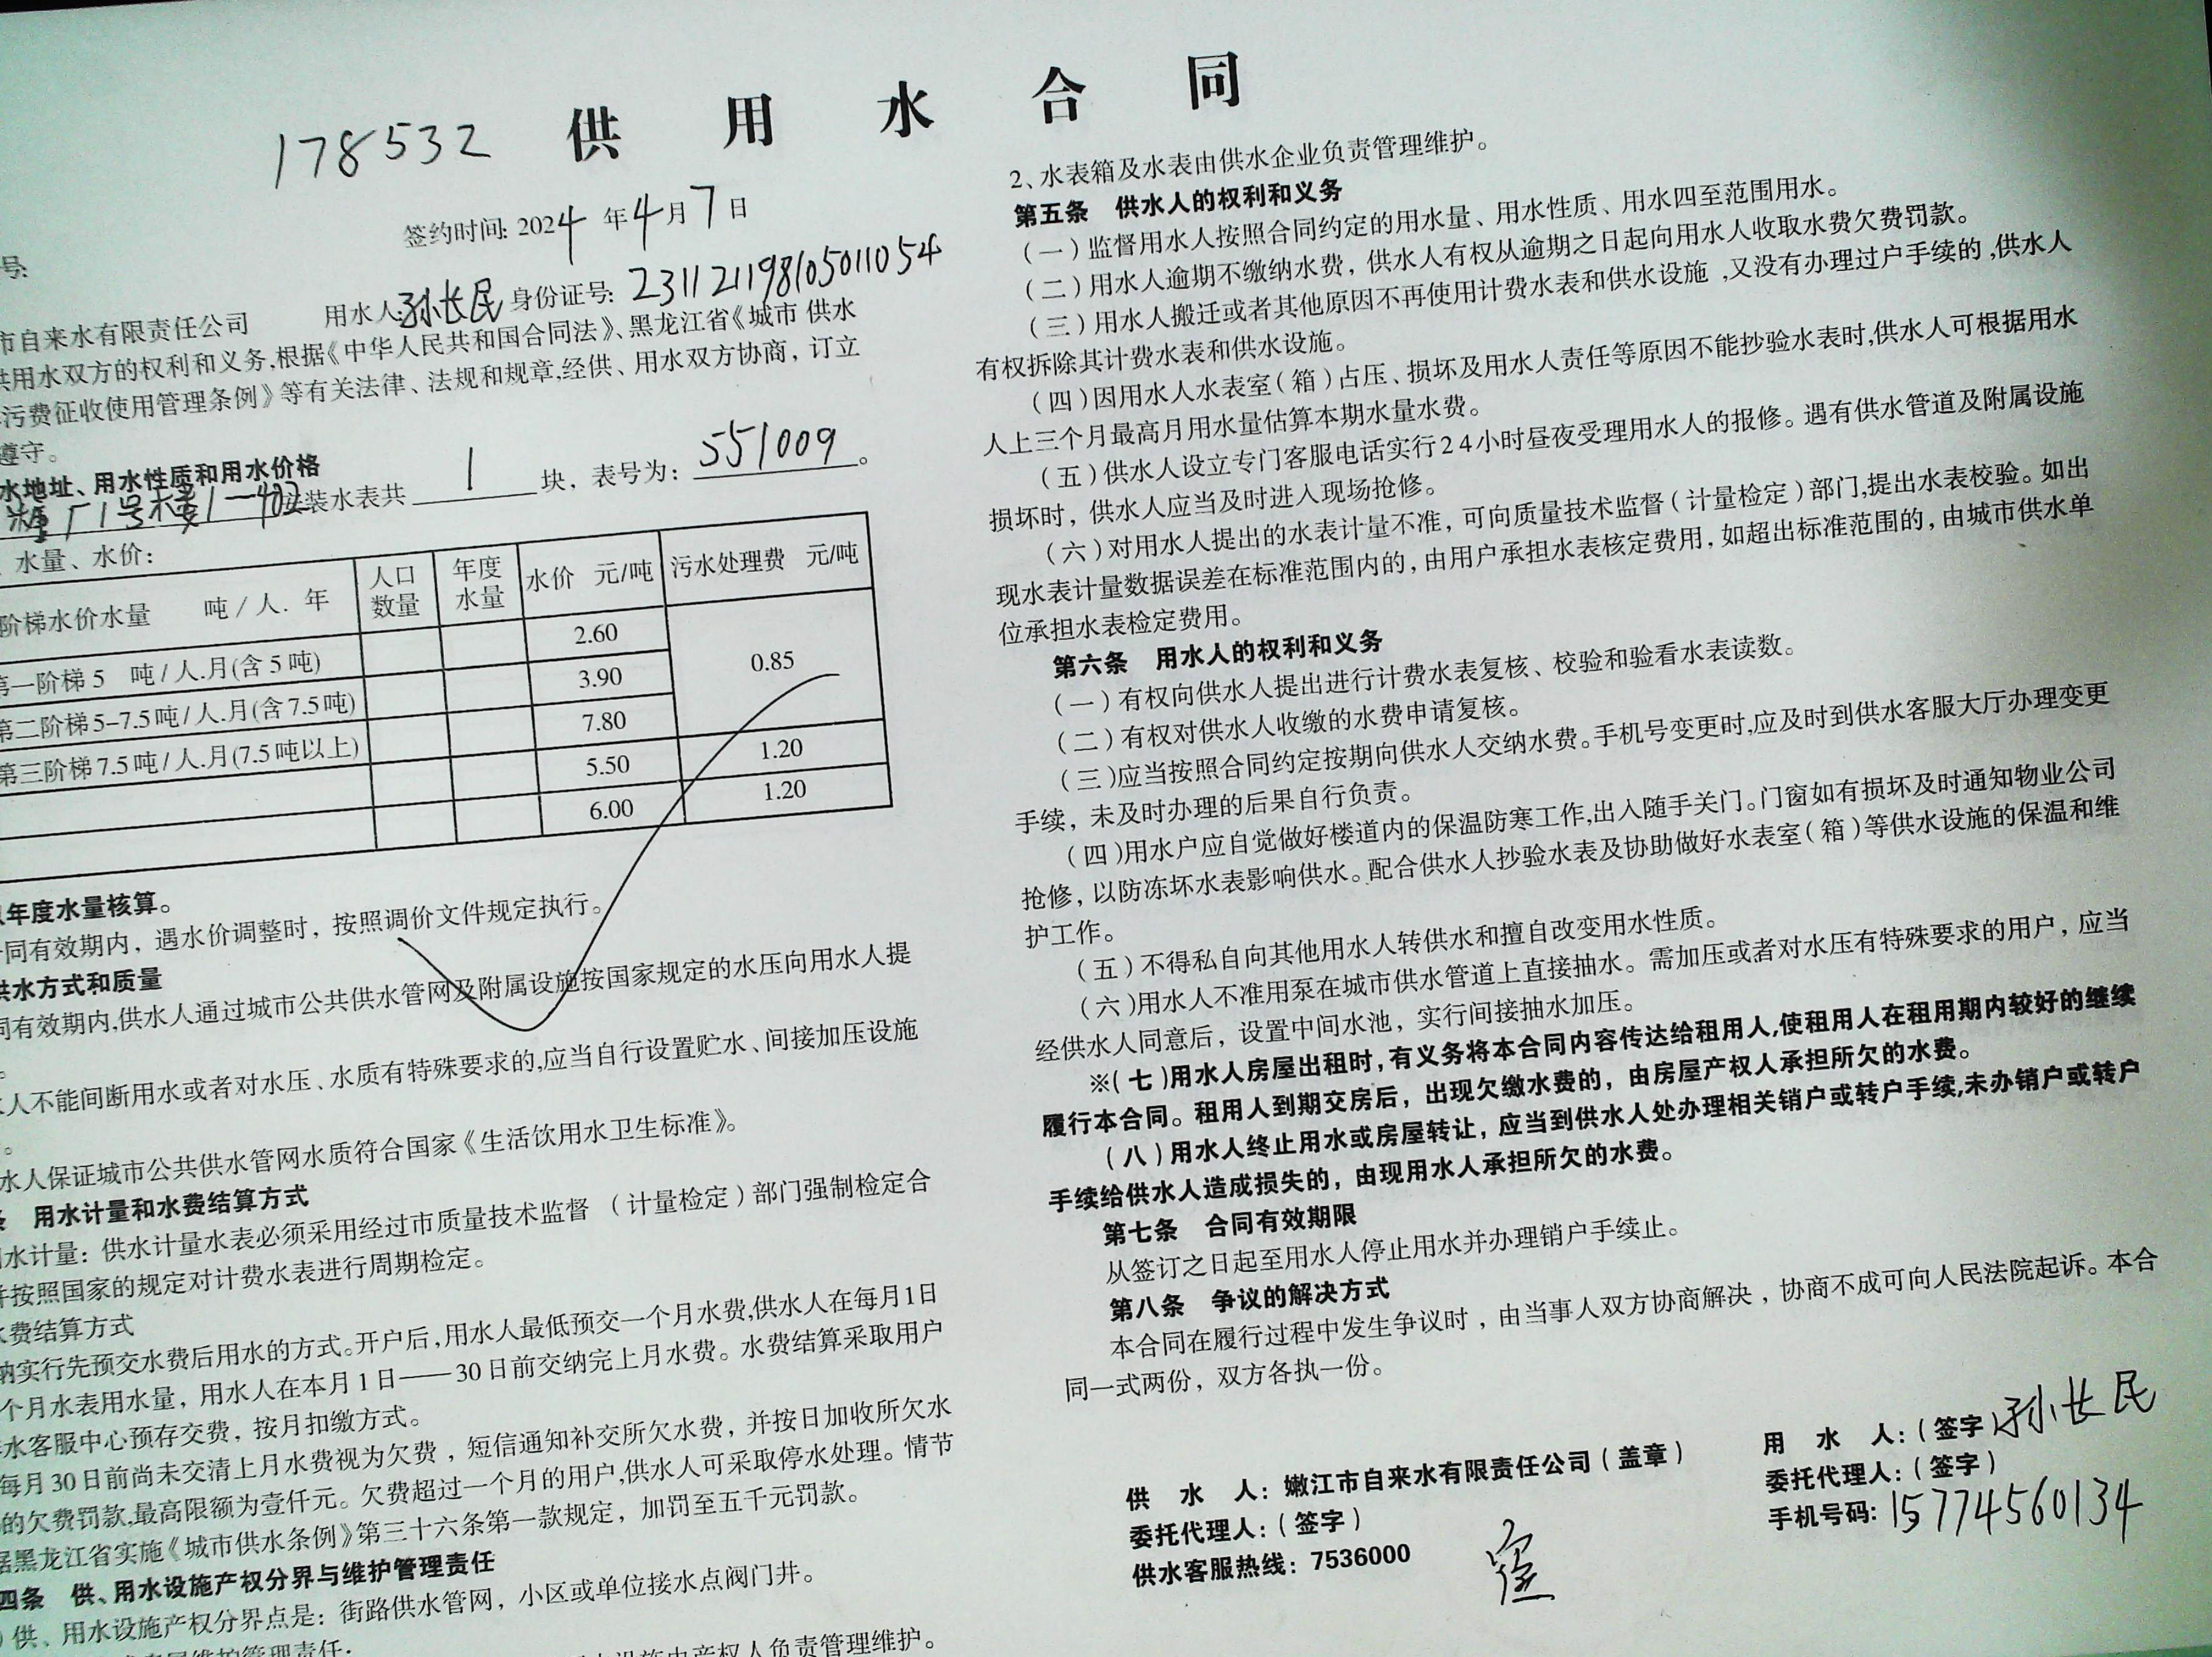 178532 供用水合同
签约时间: 2024年4月7日
号:
市自来水有限责任公司 用水人:孙长民 身份证号: 231121198105011054
供用水双方的权利和义务,根据《中华人民共和国合同法》、黑龙江省《城市 供水
污费征收使用管理条例》等有关法律、法规和规章,经供、用水双方协商，订立
遵守。
水地址、用水性质和用水价格
厂1号楼1-402安装水表共 1 块，表号为: 551009。
水量、水价:
阶梯水价水量 吨/人. 年 人口数量 年度水量 水价 元/吨 污水处理费 元/吨
第一阶梯 5 吨/人.月(含 5 吨) 2.60 0.85
第二阶梯 5-7.5 吨/人.月(含 7.5 吨) 3.90
第三阶梯 7.5 吨/人.月(7.5 吨以上) 7.80
5.50 1.20
6.00 1.20
年度水量核算。
同有效期内，遇水价调整时，按照调价文件规定执行。
供水方式和质量
同有效期内,供水人通过城市公共供水管网及附属设施按国家规定的水压向用水人提
。
水人不能间断用水或者对水压、水质有特殊要求的,应当自行设置贮水、间接加压设施
。
水人保证城市公共供水管网水质符合国家《生活饮用水卫生标准》。
条 用水计量和水费结算方式
用水计量：供水计量水表必须采用经过市质量技术监督 （计量检定）部门强制检定合
并按照国家的规定对计费水表进行周期检定。
水费结算方式
纳实行先预交水费后用水的方式。开户后,用水人最低预交一个月水费,供水人在每月1日
个月水表用水量，用水人在本月 1 日——30 日前交纳完上月水费。水费结算采取用户
水客服中心预存交费，按月扣缴方式。
每月 30 日前尚未交清上月水费视为欠费，短信通知补交所欠水费，并按日加收所欠水
的欠费罚款,最高限额为壹仟元。欠费超过一个月的用户,供水人可采取停水处理。情节
据黑龙江省实施《城市供水条例》第三十六条第一款规定，加罚至五千元罚款。
四条 供、用水设施产权分界与维护管理责任
）供、用水设施产权分界点是：街路供水管网，小区或单位接水点阀门井。
维护管理责任:
设施由产权人负责管理维护。
2、水表箱及水表由供水企业负责管理维护。
第五条 供水人的权利和义务
（一）监督用水人按照合同约定的用水量、用水性质、用水四至范围用水。
（二）用水人逾期不缴纳水费，供水人有权从逾期之日起向用水人收取水费欠费罚款。
（三）用水人搬迁或者其他原因不再使用计费水表和供水设施 ,又没有办理过户手续的 ,供水人
有权拆除其计费水表和供水设施。
（四）因用水人水表室（箱）占压、损坏及用水人责任等原因不能抄验水表时,供水人可根据用水
人上三个月最高月用水量估算本期水量水费。
（五）供水人设立专门客服电话实行24小时昼夜受理用水人的报修。遇有供水管道及附属设施
损坏时，供水人应当及时进入现场抢修。
（六）对用水人提出的水表计量不准，可向质量技术监督（计量检定）部门,提出水表校验。如出
现水表计量数据误差在标准范围内的，由用户承担水表核定费用，如超出标准范围的，由城市供水单
位承担水表检定费用。
第六条 用水人的权利和义务
（一）有权向供水人提出进行计费水表复核、校验和验看水表读数。
（二）有权对供水人收缴的水费申请复核。
（三）应当按照合同约定按期向供水人交纳水费。手机号变更时,应及时到供水客服大厅办理变更
手续，未及时办理的后果自行负责。
（四）用水户应自觉做好楼道内的保温防寒工作,出入随手关门。门窗如有损坏及时通知物业公司
抢修，以防冻坏水表影响供水。配合供水人抄验水表及协助做好水表室（箱）等供水设施的保温和维
护工作。
（五）不得私自向其他用水人转供水和擅自改变用水性质。
（六）用水人不准用泵在城市供水管道上直接抽水。需加压或者对水压有特殊要求的用户，应当
经供水人同意后，设置中间水池，实行间接抽水加压。
※（七）用水人房屋出租时,有义务将本合同内容传达给租用人,使租用人在租用期内较好的继续
履行本合同。租用人到期交房后，出现欠缴水费的，由房屋产权人承担所欠的水费。
（八）用水人终止用水或房屋转让，应当到供水人处办理相关销户或转户手续,未办销户或转户
手续给供水人造成损失的，由现用水人承担所欠的水费。
第七条 合同有效期限
从签订之日起至用水人停止用水并办理销户手续止。
第八条 争议的解决方式
本合同在履行过程中发生争议时，由当事人双方协商解决，协商不成可向人民法院起诉。本合
同一式两份，双方各执一份。
供 水 人：嫩江市自来水有限责任公司（盖章）
委托代理人：（签字）
供水客服热线：7536000
用 水 人：（签字）孙长民
委托代理人：（签字）
手机号码：15774560134